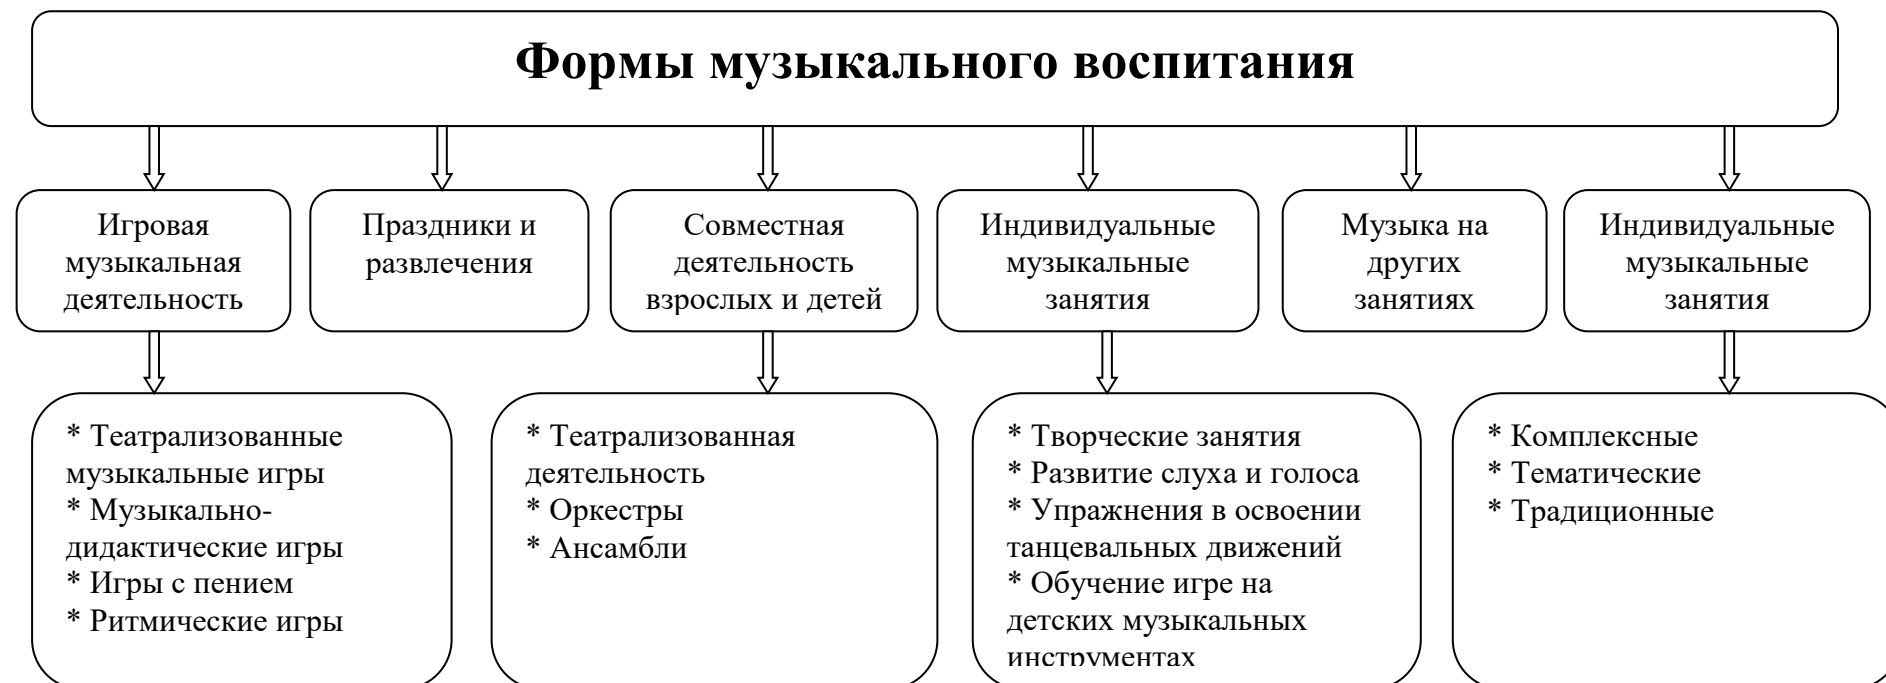 Формы музыкального воспитания
Игровая
музыкальная
деятельность
Праздники и
развлечения
Совместная
деятельность
взрослых и детей
Индивидуальные
музыкальные
занятия
Музыка на
других
занятиях
Индивидуальные
музыкальные
занятия
* Театрализованные
музыкальные игры
* Музыкально-
дидактические игры
* Игры с пением
* Ритмические игры
* Театрализованная
деятельность
* Оркестры
* Ансамбли
* Творческие занятия
* Развитие слуха и голоса
* Упражнения в освоении
танцевальных движений
* Обучение игре на
детских музыкальных
инструментах
* Комплексные
* Тематические
* Традиционные